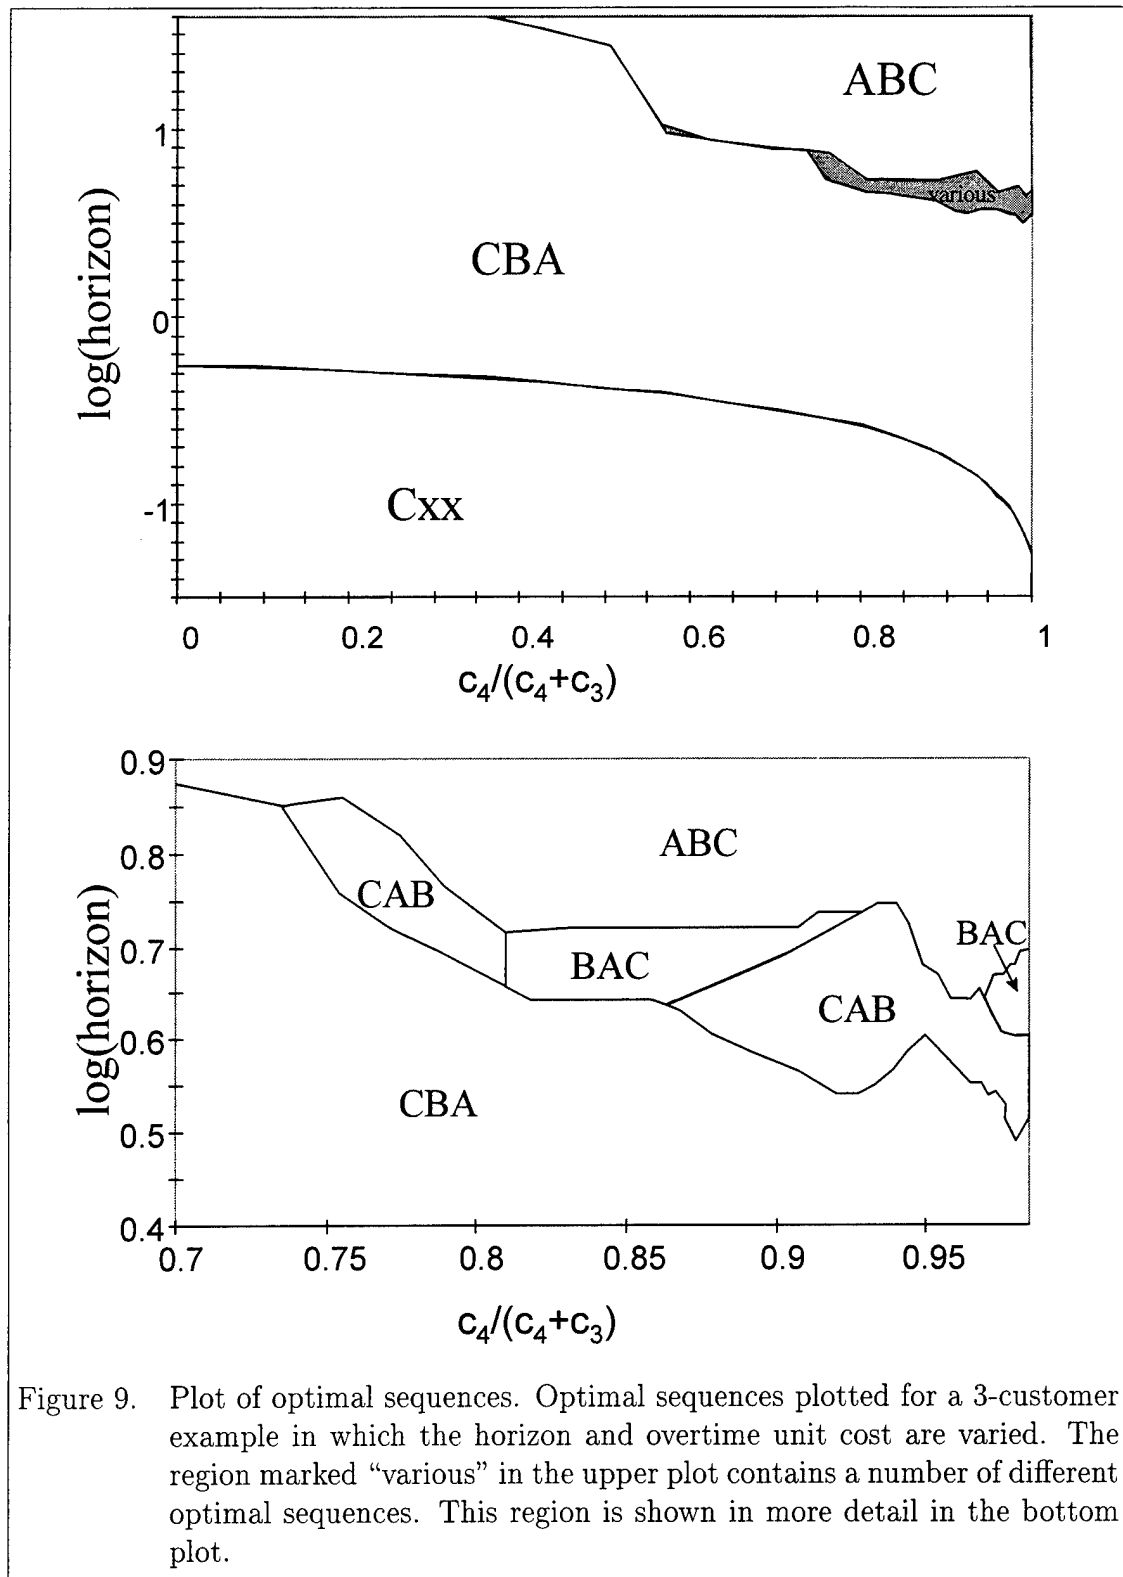 ABC
1
various
log(horizon)
CBA
0
Cxx
-1
0 0.2 0.4 0.6 0.8 1
c₄/(c₄+c₃)
0.9
ABC
0.8
CAB
log(horizon)
BAC
0.7
BAC
CAB
0.6
CBA
0.5
0.4
0.7 0.75 0.8 0.85 0.9 0.95
c₄/(c₄+c₃)
Figure 9. Plot of optimal sequences. Optimal sequences plotted for a 3-customer
example in which the horizon and overtime unit cost are varied. The
region marked “various” in the upper plot contains a number of different
optimal sequences. This region is shown in more detail in the bottom
plot.